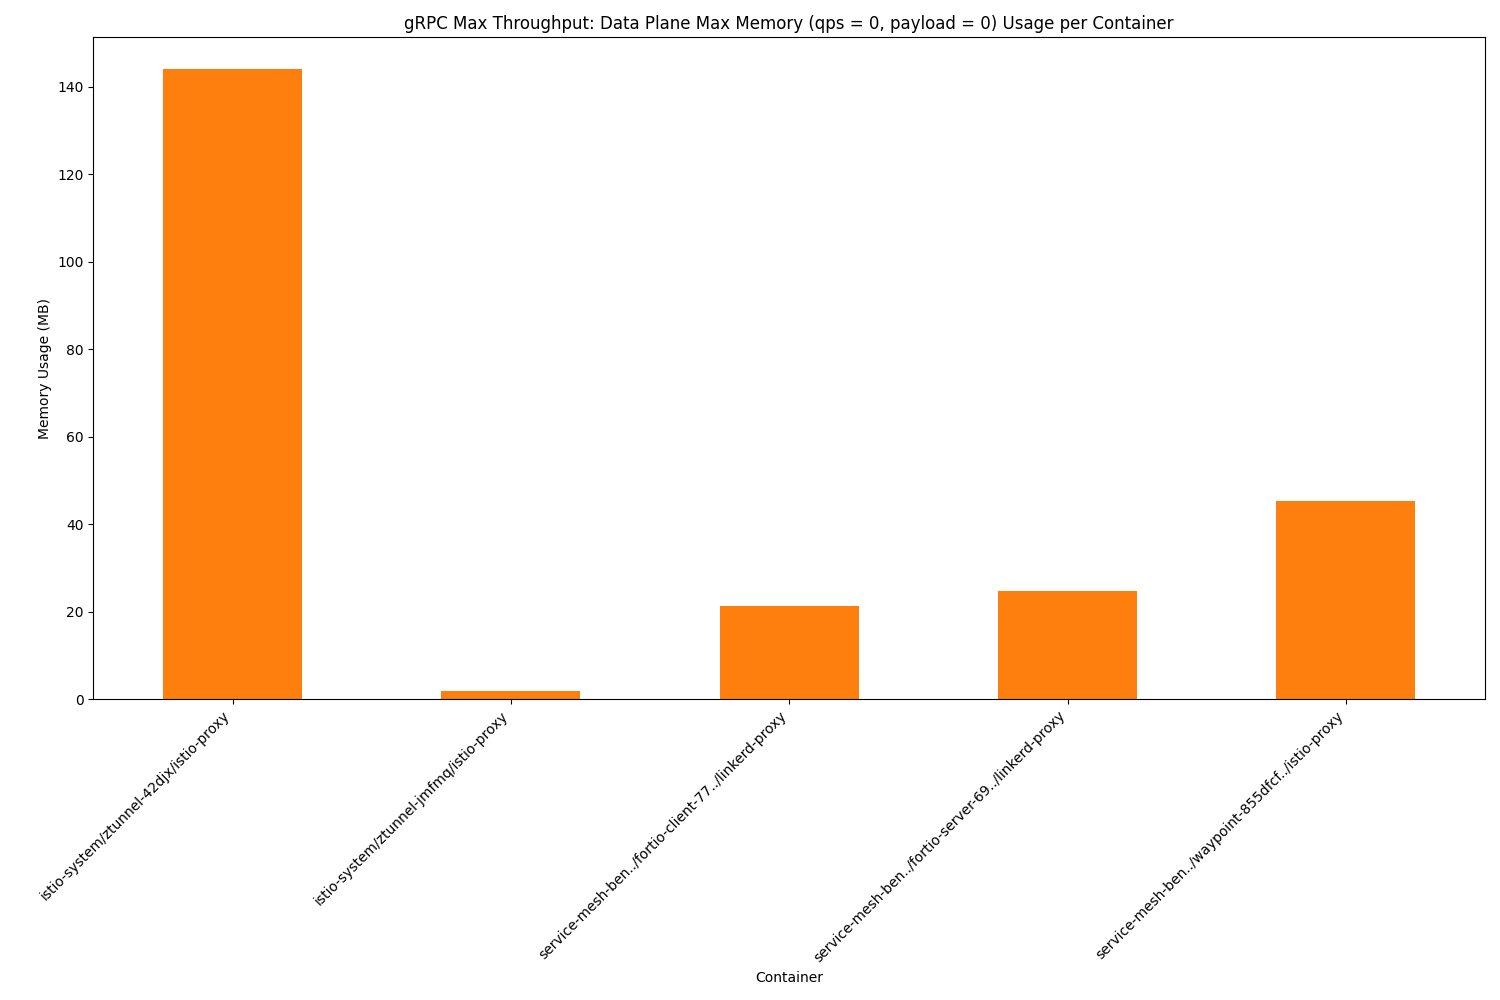 gRPC Max Throughput: Data Plane Max Memory (qps = 0, payload = 0) Usage per Container
Memory Usage (MB)
140
120
100
80
60
40
20
0
istio-system/ztunnel-42djx/istio-proxy
istio-system/ztunnel-jmfmq/istio-proxy
service-mesh-ben../fortio-client-77../linkerd-proxy
service-mesh-ben../fortio-server-69../linkerd-proxy
service-mesh-ben../waypoint-855dfcf../istio-proxy
Container